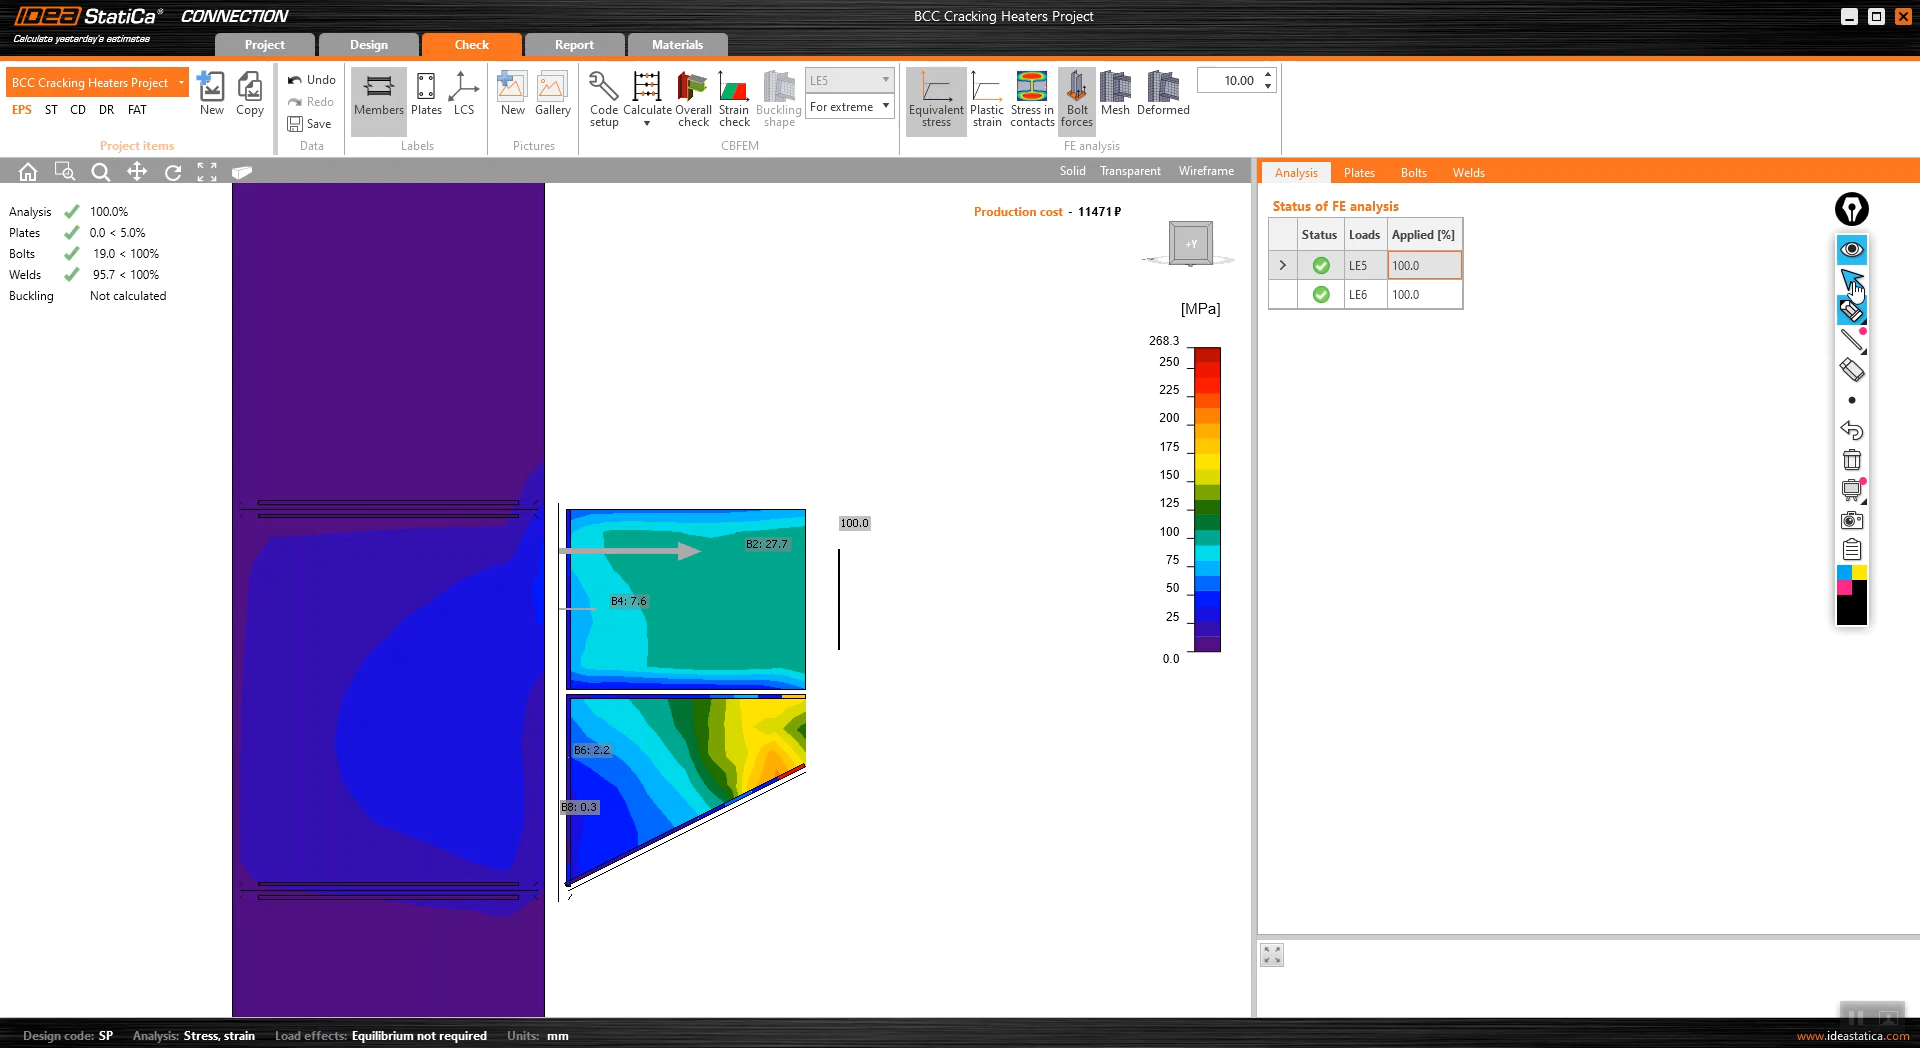 IDEA StatiCa® CONNECTION
Calculate yesterday's estimates
BCC Cracking Heaters Project
Project Design Check Report Materials
BCC Cracking Heaters Project
EPS ST CD DR FAT
Project items
New Copy
Undo
Redo
Save
Data
Members Plates LCS
Labels
New Gallery
Pictures
Code setup Calculate Overall check Strain check Buckling shape
LE5
For extreme
CBFEM
Equivalent stress Plastic strain Stress in contacts Bolt forces Mesh Deformed
10.00
FE analysis
Solid Transparent Wireframe
Analysis 100.0%
Plates 0.0 < 5.0%
Bolts 19.0 < 100%
Welds 95.7 < 100%
Buckling Not calculated
Production cost - 11471 ₽
+Y
[MPa]
268.3
250
225
200
175
150
125
100
75
50
25
0.0
100.0
B2: 27.7
B4: 7.6
B6: 2.2
B8: 0.3
Analysis Plates Bolts Welds
Status of FE analysis
Status Loads Applied [%]
LE5 100.0
LE6 100.0
Design code: SP Analysis: Stress, strain Load effects: Equilibrium not required Units: mm
www.ideastatica.com